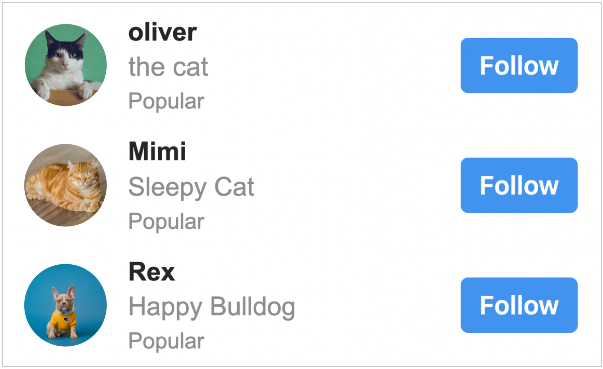 oliver
the cat
Popular
Follow
Mimi
Sleepy Cat
Popular
Follow
Rex
Happy Bulldog
Popular
Follow